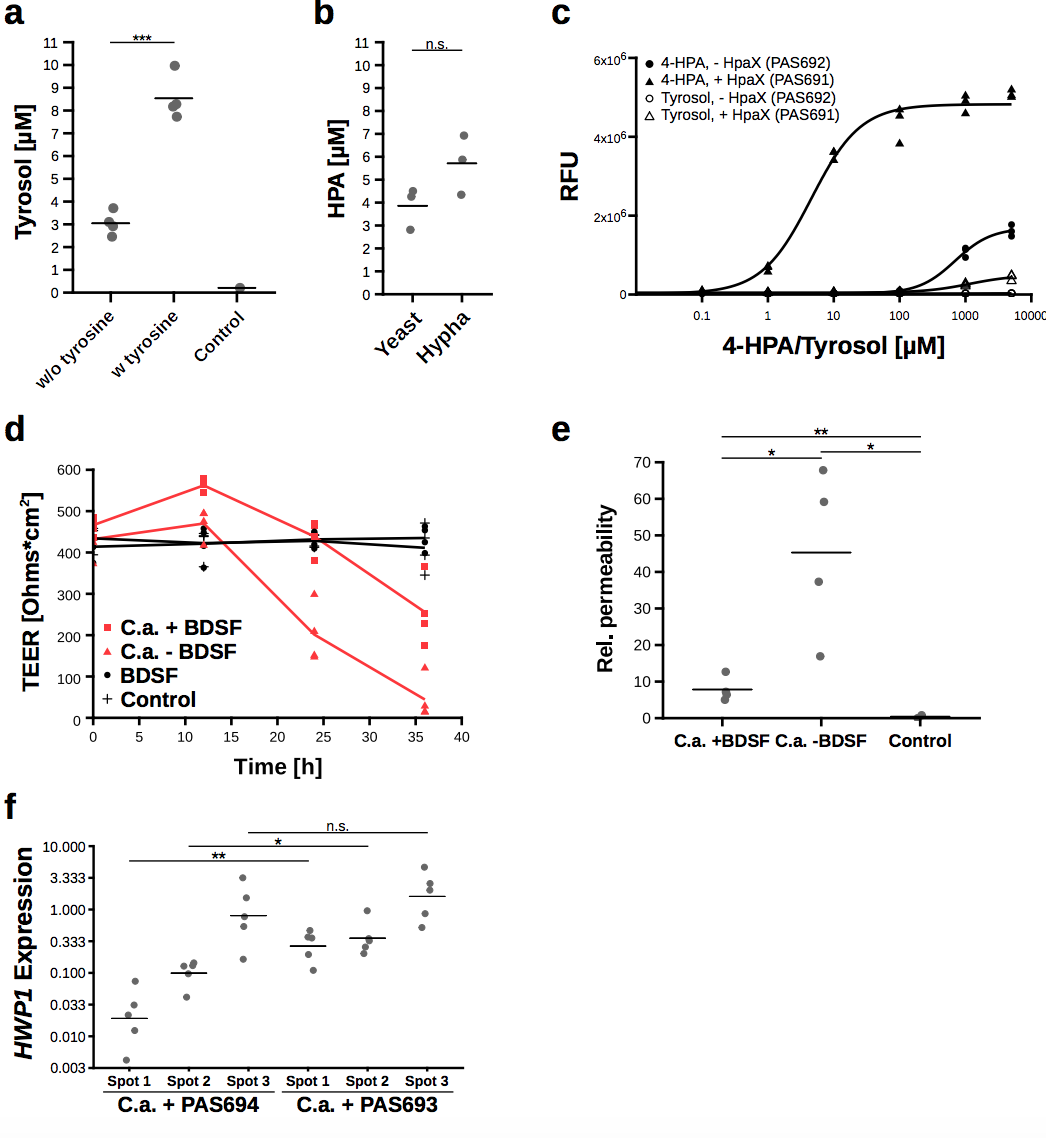 a
***
11
10
9
8
7
6
5
4
3
2
1
0
Tyrosol [µM]
w/o tyrosine
w tyrosine
Control
b
n.s.
11
10
9
8
7
6
5
4
3
2
1
0
HPA [µM]
Yeast
Hypha
c
4-HPA, - HpaX (PAS692)
4-HPA, + HpaX (PAS691)
Tyrosol, - HpaX (PAS692)
Tyrosol, + HpaX (PAS691)
6x10⁶
4x10⁶
2x10⁶
0
RFU
0.1 1 10 100 1000 10000
4-HPA/Tyrosol [µM]
d
600
500
400
300
200
100
0
TEER [Ohms*cm²]
C.a. + BDSF
C.a. - BDSF
BDSF
Control
0 5 10 15 20 25 30 35 40
Time [h]
e
**
* *
70
60
50
40
30
20
10
0
Rel. permeability
C.a. +BDSF C.a. -BDSF Control
f
n.s.
*
**
10.000
3.333
1.000
0.333
0.100
0.033
0.010
0.003
HWP1 Expression
Spot 1 Spot 2 Spot 3 Spot 1 Spot 2 Spot 3
C.a. + PAS694 C.a. + PAS693